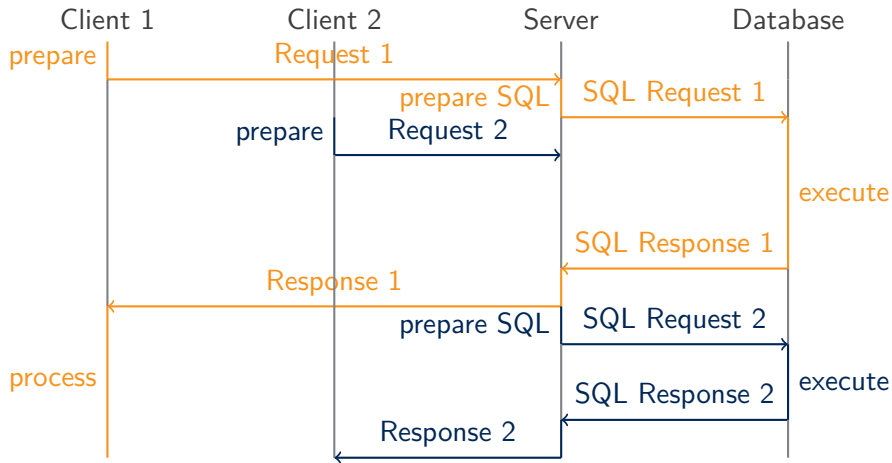 Client 1
Client 2
Server
Database
prepare
Request 1
prepare SQL
SQL Request 1
prepare
Request 2
execute
SQL Response 1
Response 1
prepare SQL
SQL Request 2
process
execute
SQL Response 2
Response 2